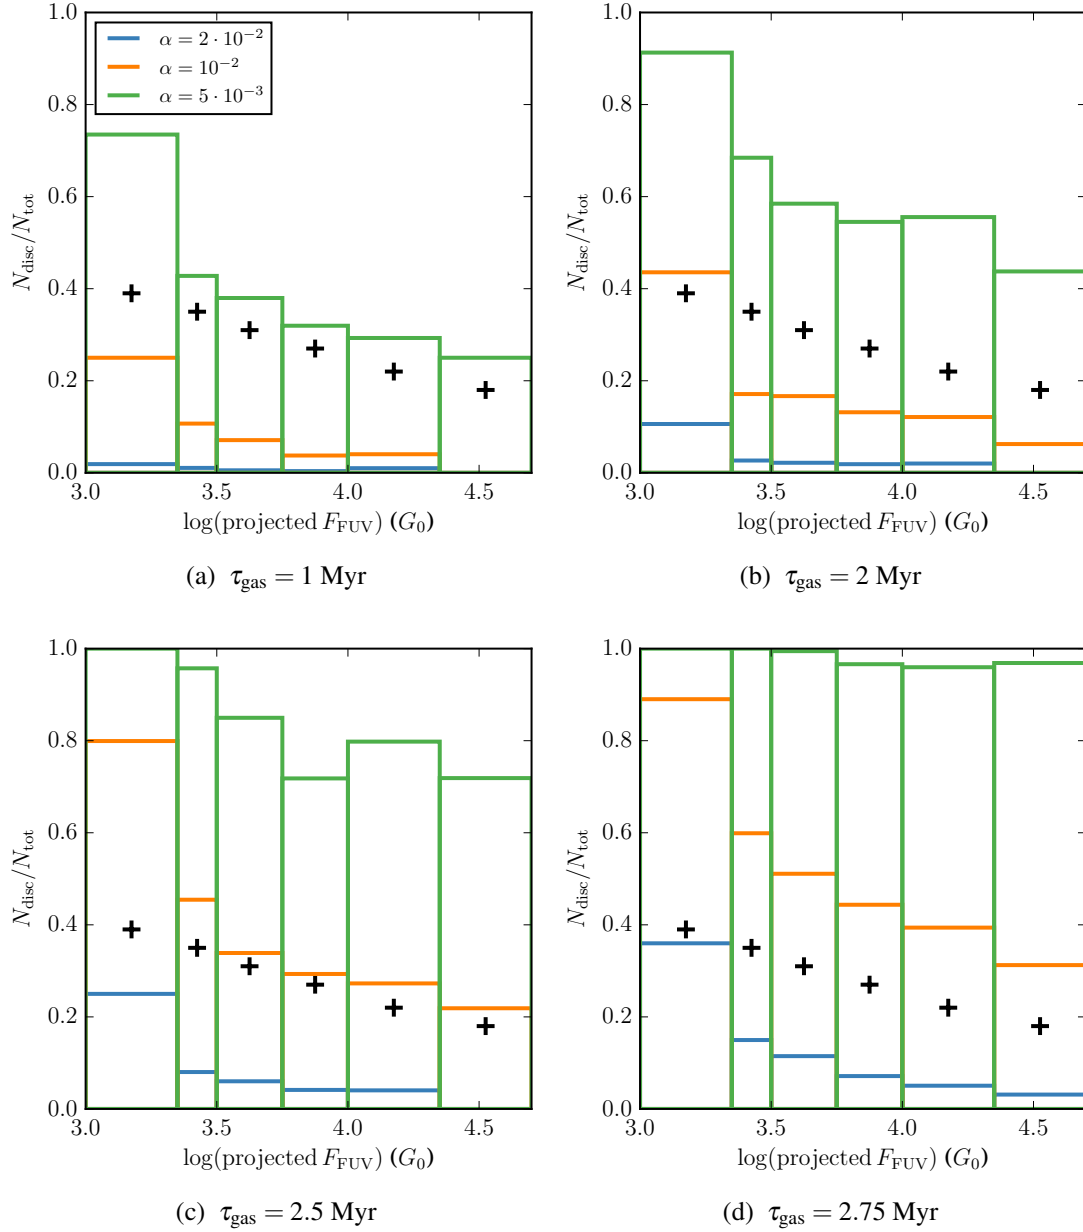 1.0
0.8
0.6
0.4
0.2
0.0
N_disc/N_tot
α = 2 · 10⁻²
α = 10⁻²
α = 5 · 10⁻³
3.0 3.5 4.0 4.5
log(projected F_FUV) (G₀)
(a) τ_gas = 1 Myr
1.0
0.8
0.6
0.4
0.2
0.0
N_disc/N_tot
3.0 3.5 4.0 4.5
log(projected F_FUV) (G₀)
(b) τ_gas = 2 Myr
1.0
0.8
0.6
0.4
0.2
0.0
N_disc/N_tot
3.0 3.5 4.0 4.5
log(projected F_FUV) (G₀)
(c) τ_gas = 2.5 Myr
1.0
0.8
0.6
0.4
0.2
0.0
N_disc/N_tot
3.0 3.5 4.0 4.5
log(projected F_FUV) (G₀)
(d) τ_gas = 2.75 Myr